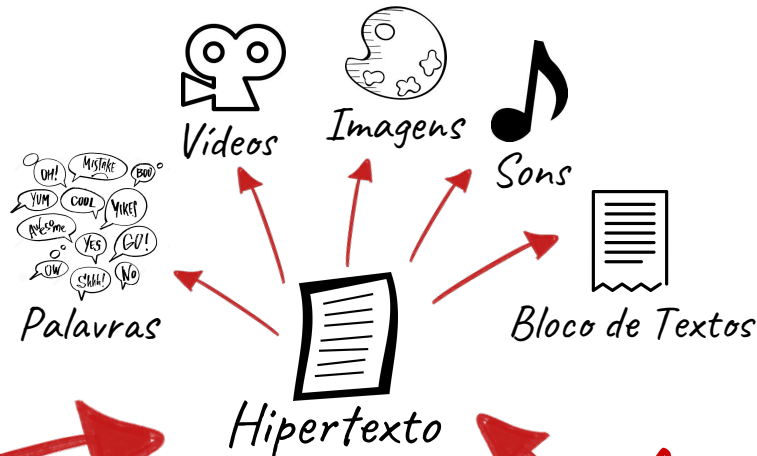 Vídeos
Imagens
Sons
OH!
MISTAKE
BOO
YUM
COOL
YIKES
Awesome
YES
GO!
OW
Shhh!
NO
Palavras
Bloco de Textos
Hipertexto